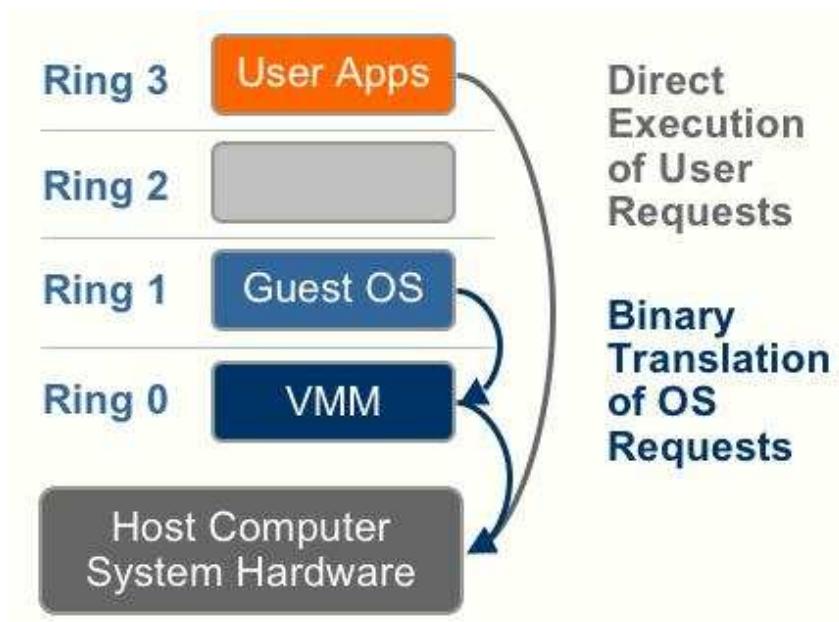 Ring 3
User Apps
Ring 2
Ring 1
Guest OS
Ring 0
VMM
Host Computer
System Hardware
Direct
Execution
of User
Requests
Binary
Translation
of OS
Requests